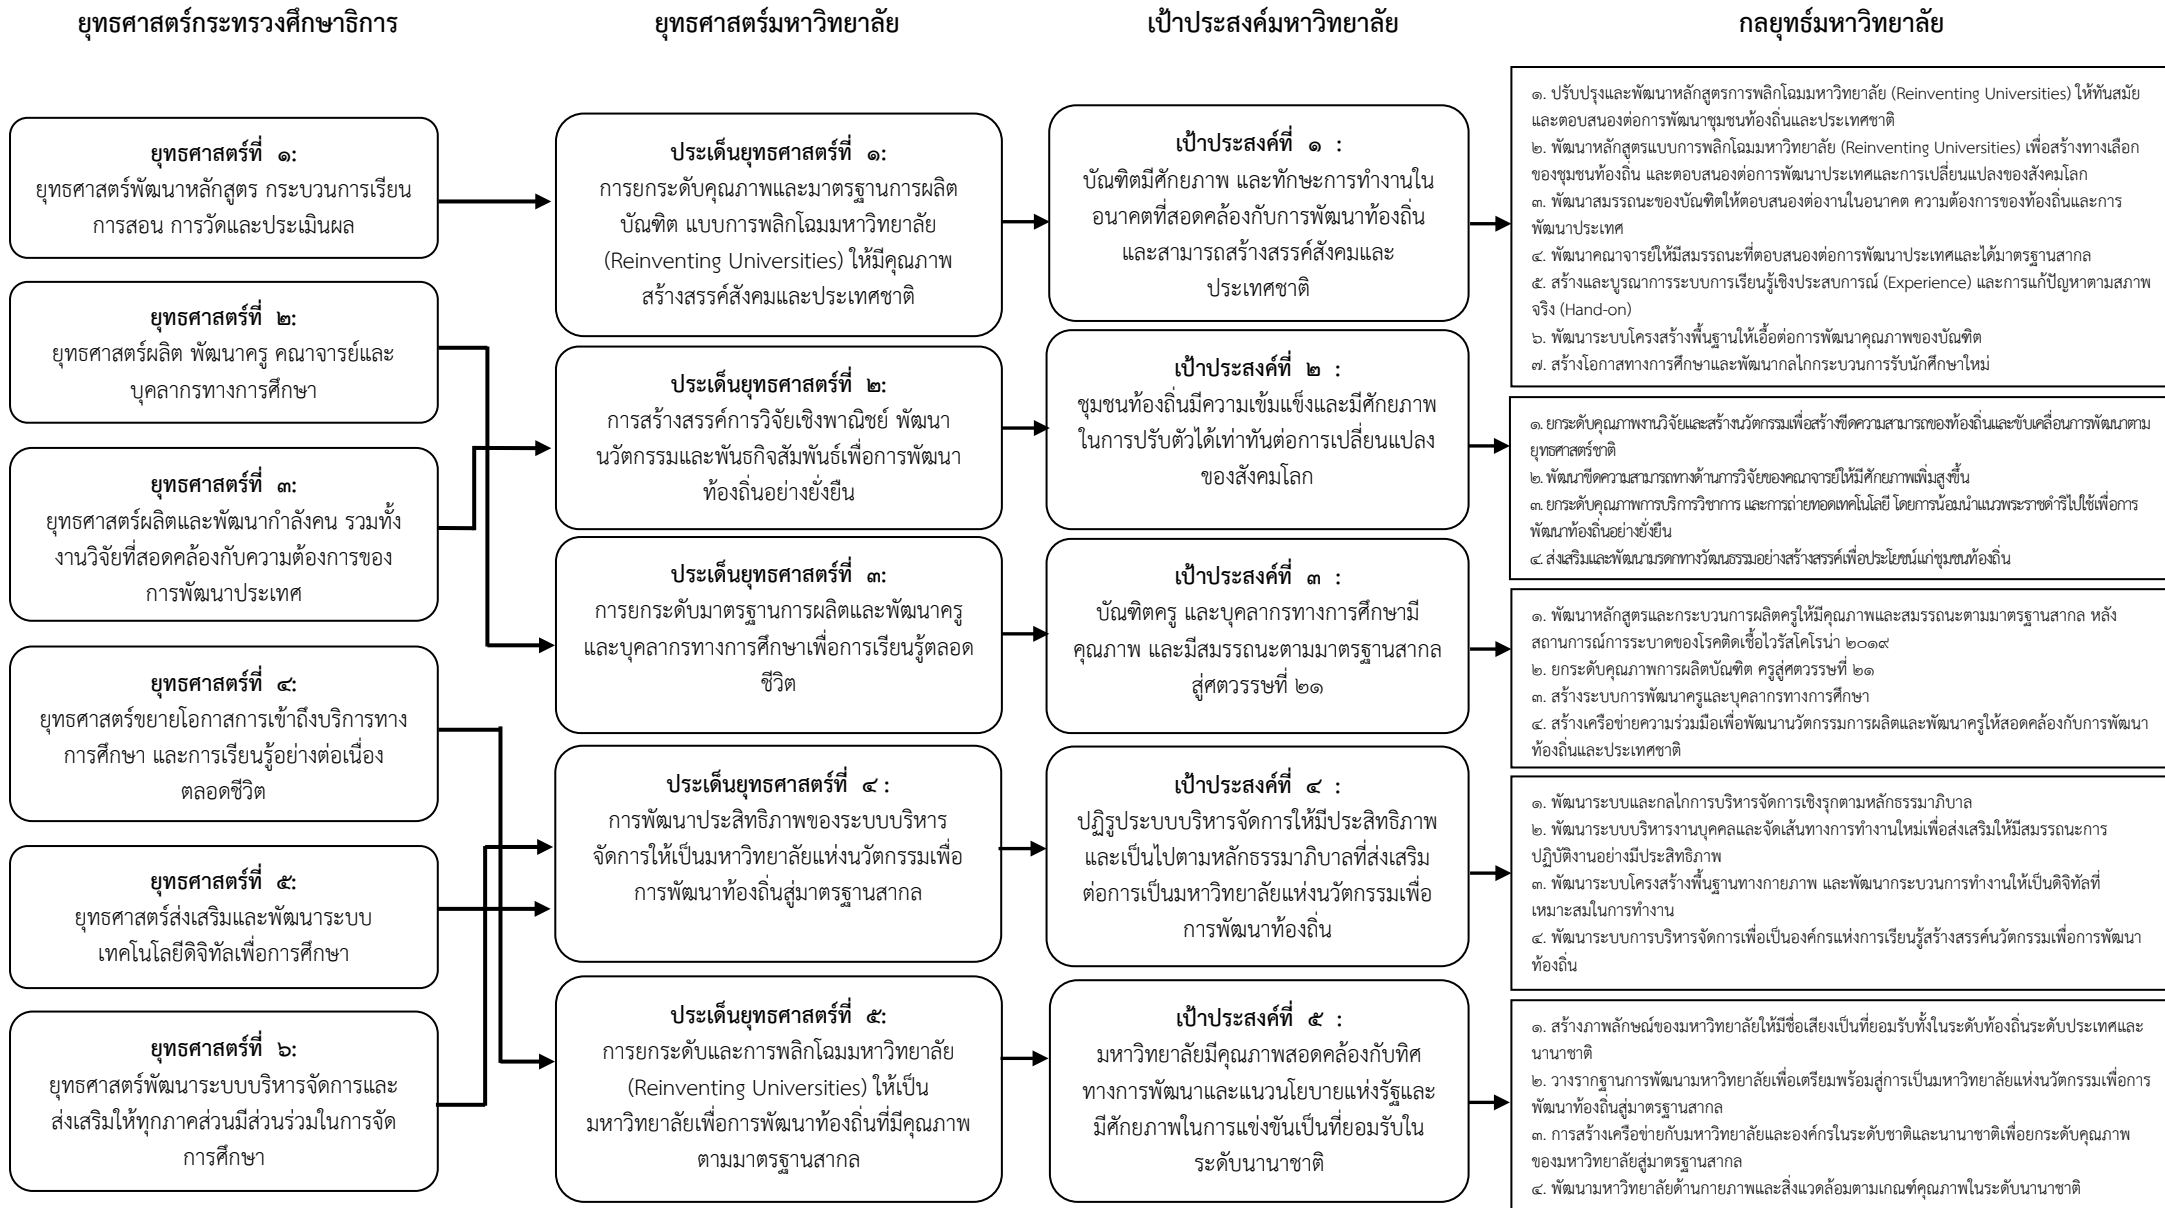 ยุทธศาสตร์กระทรวงศึกษาธิการ
ยุทธศาสตร์ที่ ๑:
ยุทธศาสตร์พัฒนาหลักสูตร กระบวนการเรียน
การสอน การวัดและประเมินผล
ยุทธศาสตร์ที่ ๒:
ยุทธศาสตร์ผลิต พัฒนาครู คณาจารย์และ
บุคลากรทางการศึกษา
ยุทธศาสตร์ที่ ๓:
ยุทธศาสตร์ผลิตและพัฒนากำลังคน รวมทั้ง
งานวิจัยที่สอดคล้องกับความต้องการของ
การพัฒนาประเทศ
ยุทธศาสตร์ที่ ๔:
ยุทธศาสตร์ขยายโอกาสการเข้าถึงบริการทาง
การศึกษา และการเรียนรู้อย่างต่อเนื่อง
ตลอดชีวิต
ยุทธศาสตร์ที่ ๕:
ยุทธศาสตร์ส่งเสริมและพัฒนาระบบ
เทคโนโลยีดิจิทัลเพื่อการศึกษา
ยุทธศาสตร์ที่ ๖:
ยุทธศาสตร์พัฒนาระบบบริหารจัดการและ
ส่งเสริมให้ทุกภาคส่วนมีส่วนร่วมในการจัด
การศึกษา
ยุทธศาสตร์มหาวิทยาลัย
ประเด็นยุทธศาสตร์ที่ ๑:
การยกระดับคุณภาพและมาตรฐานการผลิต
บัณฑิต แบบการพลิกโฉมมหาวิทยาลัย
(Reinventing Universities) ให้มีคุณภาพ
สร้างสรรค์สังคมและประเทศชาติ
ประเด็นยุทธศาสตร์ที่ ๒:
การสร้างสรรค์การวิจัยเชิงพาณิชย์ พัฒนา
นวัตกรรมและพันธกิจสัมพันธ์เพื่อการพัฒนา
ท้องถิ่นอย่างยั่งยืน
ประเด็นยุทธศาสตร์ที่ ๓:
การยกระดับมาตรฐานการผลิตและพัฒนาครู
และบุคลากรทางการศึกษาเพื่อการเรียนรู้ตลอด
ชีวิต
ประเด็นยุทธศาสตร์ที่ ๔ :
การพัฒนาประสิทธิภาพของระบบบริหาร
จัดการให้เป็นมหาวิทยาลัยแห่งนวัตกรรมเพื่อ
การพัฒนาท้องถิ่นสู่มาตรฐานสากล
ประเด็นยุทธศาสตร์ที่ ๕:
การยกระดับและการพลิกโฉมมหาวิทยาลัย
(Reinventing Universities) ให้เป็น
มหาวิทยาลัยเพื่อการพัฒนาท้องถิ่นที่มีคุณภาพ
ตามมาตรฐานสากล
เป้าประสงค์มหาวิทยาลัย
เป้าประสงค์ที่ ๑ :
บัณฑิตมีศักยภาพ และทักษะการทำงานใน
อนาคตที่สอดคล้องกับการพัฒนาท้องถิ่น
และสามารถสร้างสรรค์สังคมและ
ประเทศชาติ
เป้าประสงค์ที่ ๒ :
ชุมชนท้องถิ่นมีความเข้มแข็งและมีศักยภาพ
ในการปรับตัวได้เท่าทันต่อการเปลี่ยนแปลง
ของสังคมโลก
เป้าประสงค์ที่ ๓ :
บัณฑิตครู และบุคลากรทางการศึกษามี
คุณภาพ และมีสมรรถนะตามมาตรฐานสากล
สู่ศตวรรษที่ ๒๑
เป้าประสงค์ที่ ๔ :
ปฏิรูประบบบริหารจัดการให้มีประสิทธิภาพ
และเป็นไปตามหลักธรรมาภิบาลที่ส่งเสริม
ต่อการเป็นมหาวิทยาลัยแห่งนวัตกรรมเพื่อ
การพัฒนาท้องถิ่น
เป้าประสงค์ที่ ๕ :
มหาวิทยาลัยมีคุณภาพสอดคล้องกับทิศ
ทางการพัฒนาและแนวนโยบายแห่งรัฐและ
มีศักยภาพในการแข่งขันเป็นที่ยอมรับใน
ระดับนานาชาติ
กลยุทธ์มหาวิทยาลัย
๑. ปรับปรุงและพัฒนาหลักสูตรการพลิกโฉมมหาวิทยาลัย (Reinventing Universities) ให้ทันสมัย
และตอบสนองต่อการพัฒนาชุมชนท้องถิ่นและประเทศชาติ
๒. พัฒนาหลักสูตรแบบการพลิกโฉมมหาวิทยาลัย (Reinventing Universities) เพื่อสร้างทางเลือก
ของชุมชนท้องถิ่น และตอบสนองต่อการพัฒนาประเทศและการเปลี่ยนแปลงของสังคมโลก
๓. พัฒนาสมรรถนะของบัณฑิตให้ตอบสนองต่องานในอนาคต ความต้องการของท้องถิ่นและการ
พัฒนาประเทศ
๔. พัฒนาคณาจารย์ให้มีสมรรถนะที่ตอบสนองต่อการพัฒนาประเทศและได้มาตรฐานสากล
๕. สร้างและบูรณาการระบบการเรียนรู้เชิงประสบการณ์ (Experience) และการแก้ปัญหาตามสภาพ
จริง (Hand-on)
๖. พัฒนาระบบโครงสร้างพื้นฐานให้เอื้อต่อการพัฒนาคุณภาพของบัณฑิต
๗. สร้างโอกาสทางการศึกษาและพัฒนากลไกกระบวนการรับนักศึกษาใหม่
๑. ยกระดับคุณภาพงานวิจัยและสร้างนวัตกรรมเพื่อสร้างขีดความสามารถของท้องถิ่นและขับเคลื่อนการพัฒนาตาม
ยุทธศาสตร์ชาติ
๒. พัฒนาขีดความสามารถทางด้านการวิจัยของคณาจารย์ให้มีศักยภาพเพิ่มสูงขึ้น
๓. ยกระดับคุณภาพการบริการวิชาการ และการถ่ายทอดเทคโนโลยี โดยการน้อมนำแนวพระราชดำริไปใช้เพื่อการ
พัฒนาท้องถิ่นอย่างยั่งยืน
๔. ส่งเสริมและพัฒนามรดกทางวัฒนธรรมอย่างสร้างสรรค์เพื่อประโยชน์แก่ชุมชนท้องถิ่น
๑. พัฒนาหลักสูตรและกระบวนการผลิตครูให้มีคุณภาพและสมรรถนะตามมาตรฐานสากล หลัง
สถานการณ์การระบาดของโรคติดเชื้อไวรัสโคโรน่า ๒๐๑๙
๒. ยกระดับคุณภาพการผลิตบัณฑิต ครูสู่ศตวรรษที่ ๒๑
๓. สร้างระบบการพัฒนาครูและบุคลากรทางการศึกษา
๔. สร้างเครือข่ายความร่วมมือเพื่อพัฒนานวัตกรรมการผลิตและพัฒนาครูให้สอดคล้องกับการพัฒนา
ท้องถิ่นและประเทศชาติ
๑. พัฒนาระบบและกลไกการบริหารจัดการเชิงรุกตามหลักธรรมาภิบาล
๒. พัฒนาระบบบริหารงานบุคคลและจัดเส้นทางการทำงานใหม่เพื่อส่งเสริมให้มีสมรรถนะการ
ปฏิบัติงานอย่างมีประสิทธิภาพ
๓. พัฒนาระบบโครงสร้างพื้นฐานทางกายภาพ และพัฒนากระบวนการทำงานให้เป็นดิจิทัลที่
เหมาะสมในการทำงาน
๔. พัฒนาระบบการบริหารจัดการเพื่อเป็นองค์กรแห่งการเรียนรู้สร้างสรรค์นวัตกรรมเพื่อการพัฒนา
ท้องถิ่น
๑. สร้างภาพลักษณ์ของมหาวิทยาลัยให้มีชื่อเสียงเป็นที่ยอมรับทั้งในระดับท้องถิ่นระดับประเทศและ
นานาชาติ
๒. วางรากฐานการพัฒนามหาวิทยาลัยเพื่อเตรียมพร้อมสู่การเป็นมหาวิทยาลัยแห่งนวัตกรรมเพื่อการ
พัฒนาท้องถิ่นสู่มาตรฐานสากล
๓. การสร้างเครือข่ายกับมหาวิทยาลัยและองค์กรในระดับชาติและนานาชาติเพื่อยกระดับคุณภาพ
ของมหาวิทยาลัยสู่มาตรฐานสากล
๔. พัฒนามหาวิทยาลัยด้านกายภาพและสิ่งแวดล้อมตามเกณฑ์คุณภาพในระดับนานาชาติ